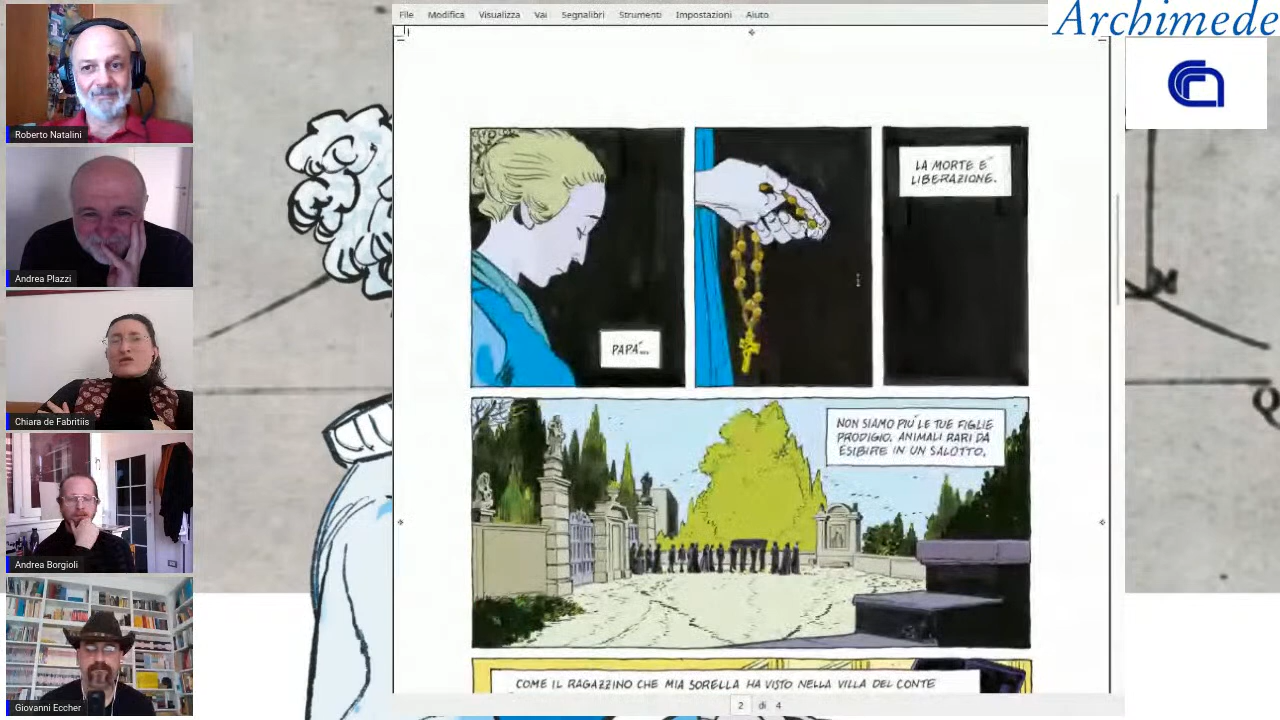 File Modifica Visualizza Vai Segnalibri Strumenti Impostazioni Aiuto
Archimede
Roberto Natalini
Andrea Plazzi
Chiara de Fabritiis
Andrea Borgioli
Giovanni Eccher
PAPA'...
LA MORTE E'
LIBERAZIONE.
NON SIAMO PIU' LE TUE FIGLIE
PRODIGIO. ANIMALI RARI DA
ESIBIRE IN UN SALOTTO.
COME IL RAGAZZINO CHE MIA SORELLA HA VISTO NELLA VILLA DEL CONTE
2 di 4